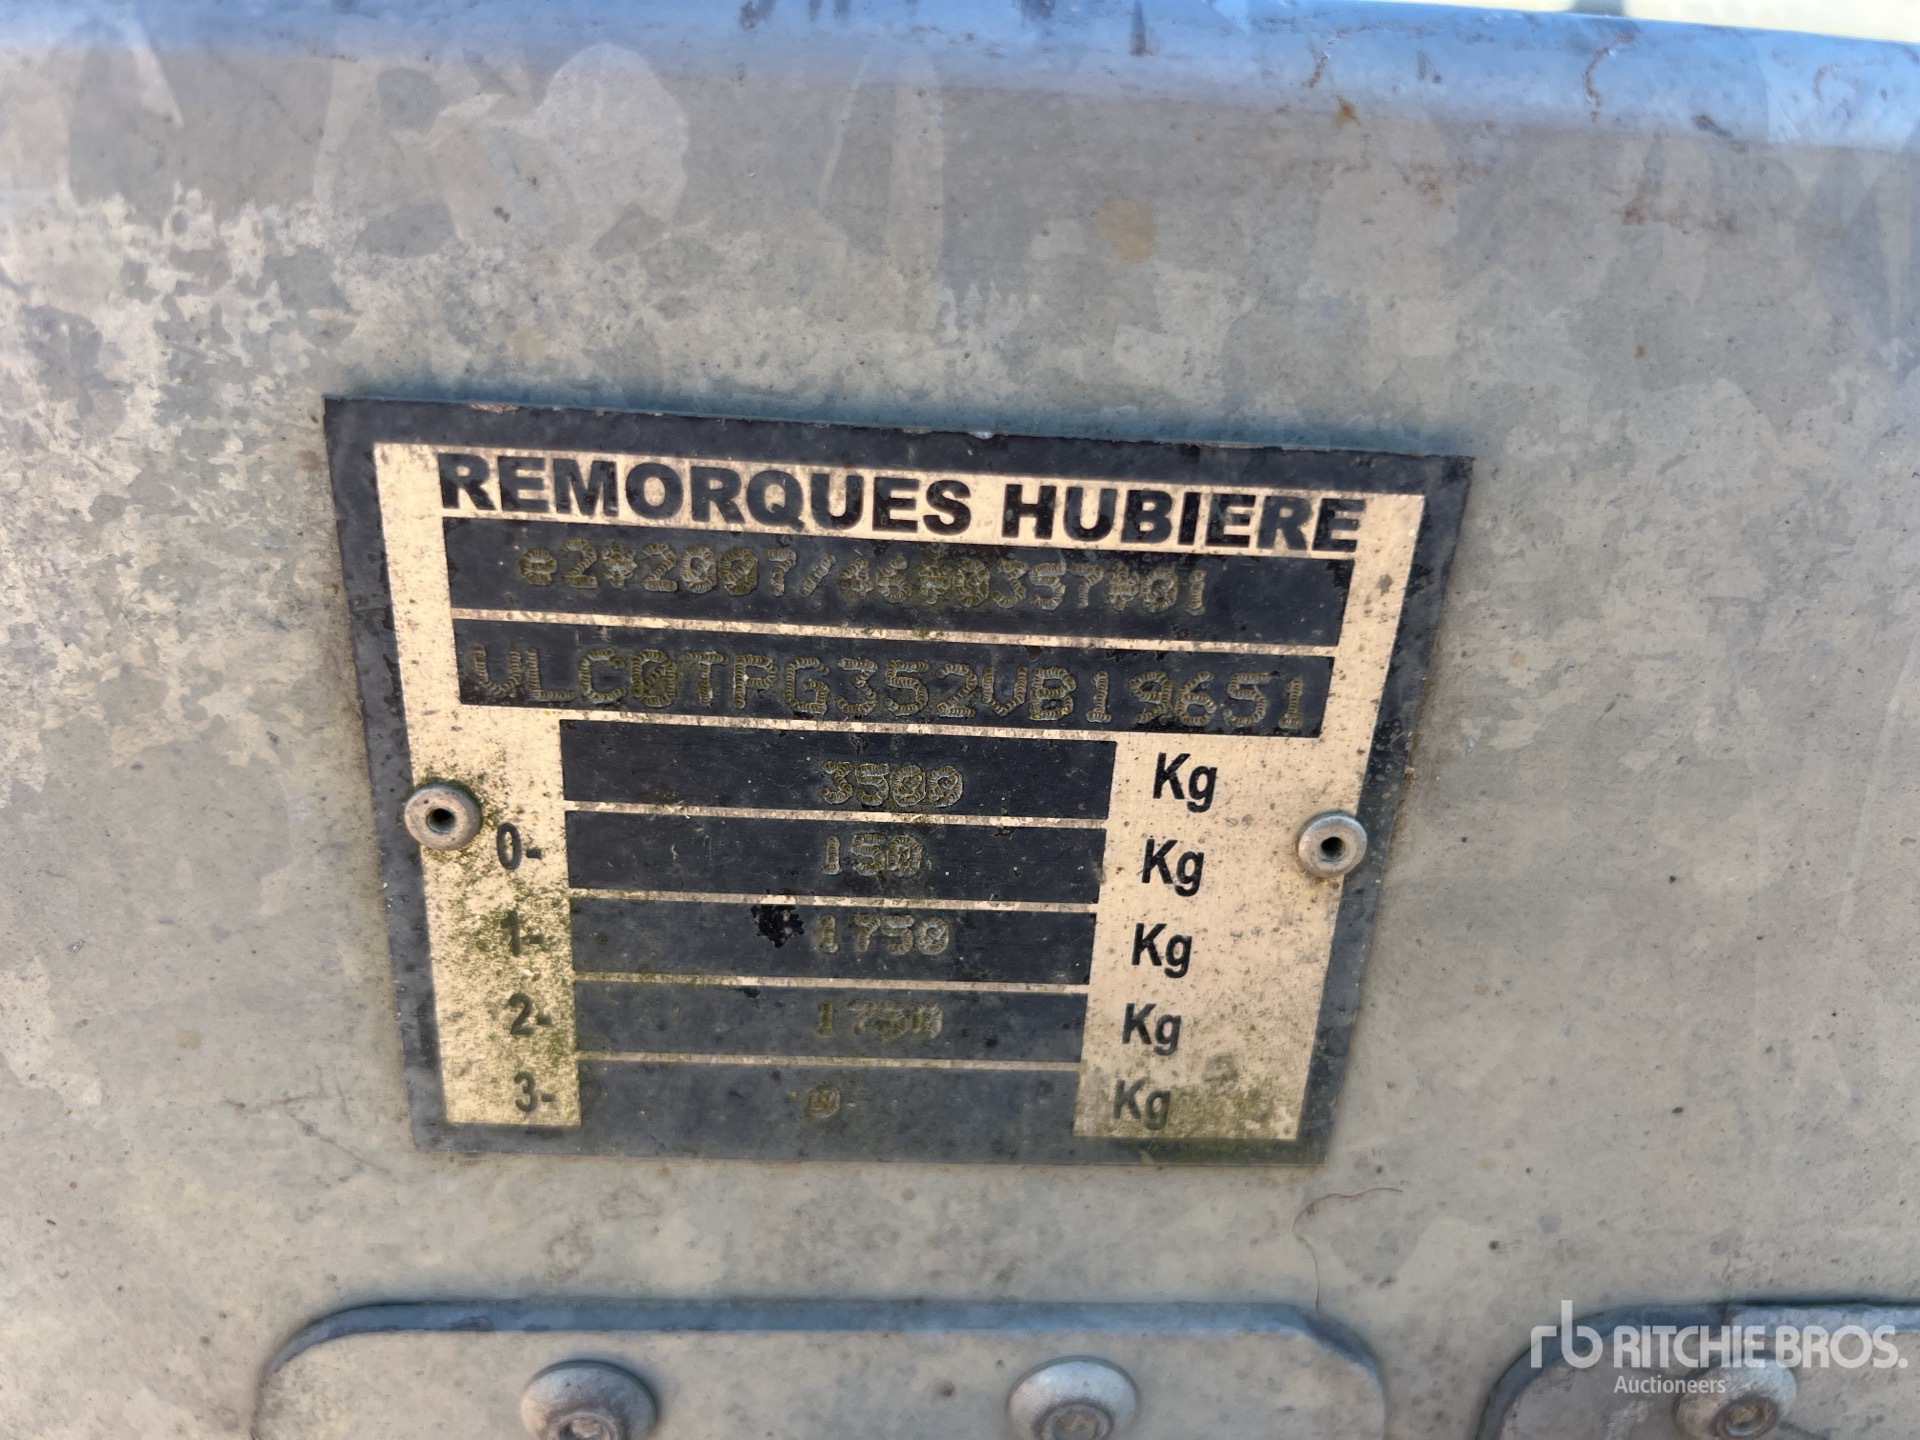 REMORQUES HUBIERE
e2*2007/46*0357*01
3500 Kg
0- 150 Kg
1- 1750 Kg
2- 1750 Kg
3- 0 Kg
rb RITCHIE BROS.
Auctioneers